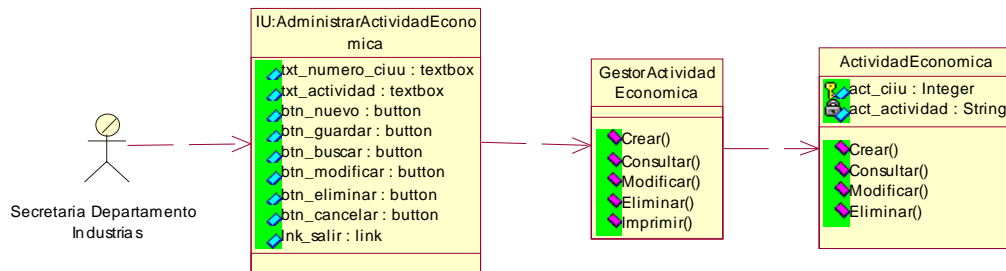 IU:AdministrarActividadEcono
mica
txt_numero_ciuu : textbox
txt_actividad : textbox
btn_nuevo : button
btn_guardar : button
btn_buscar : button
btn_modificar : button
btn_eliminar : button
btn_cancelar : button
lnk_salir : link
Secretaria Departamento
Industrias
GestorActividad
Economica
Crear()
Consultar()
Modificar()
Eliminar()
Imprimir()
ActividadEconomica
act_ciiu : Integer
act_actividad : String
Crear()
Consultar()
Modificar()
Eliminar()